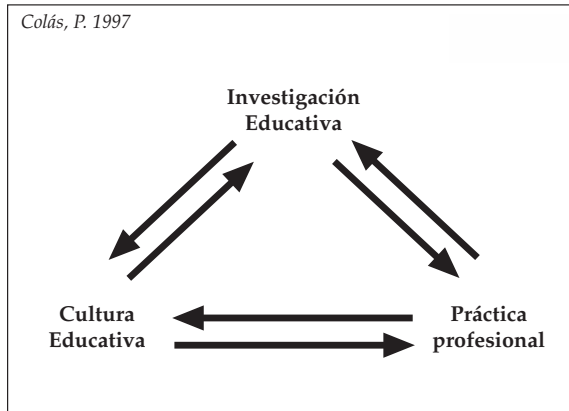 Colás, P. 1997
Investigación
Educativa
Cultura
Educativa
Práctica
profesional